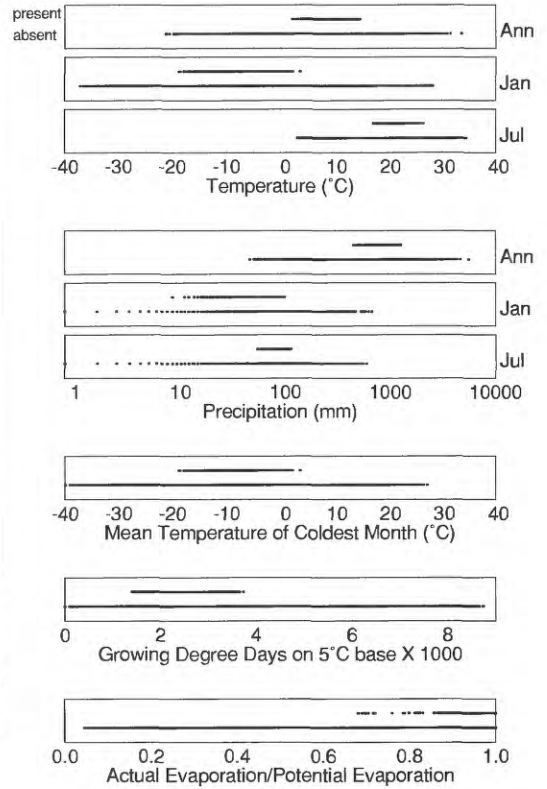 present
absent
Ann
Jan
Jul
-40 -30 -20 -10 0 10 20 30 40
Temperature (˚C)
Ann
Jan
Jul
1 10 100 1000 10000
Precipitation (mm)
-40 -30 -20 -10 0 10 20 30 40
Mean Temperature of Coldest Month (˚C)
0 2 4 6 8
Growing Degree Days on 5˚C base X 1000
0.0 0.2 0.4 0.6 0.8 1.0
Actual Evaporation/Potential Evaporation